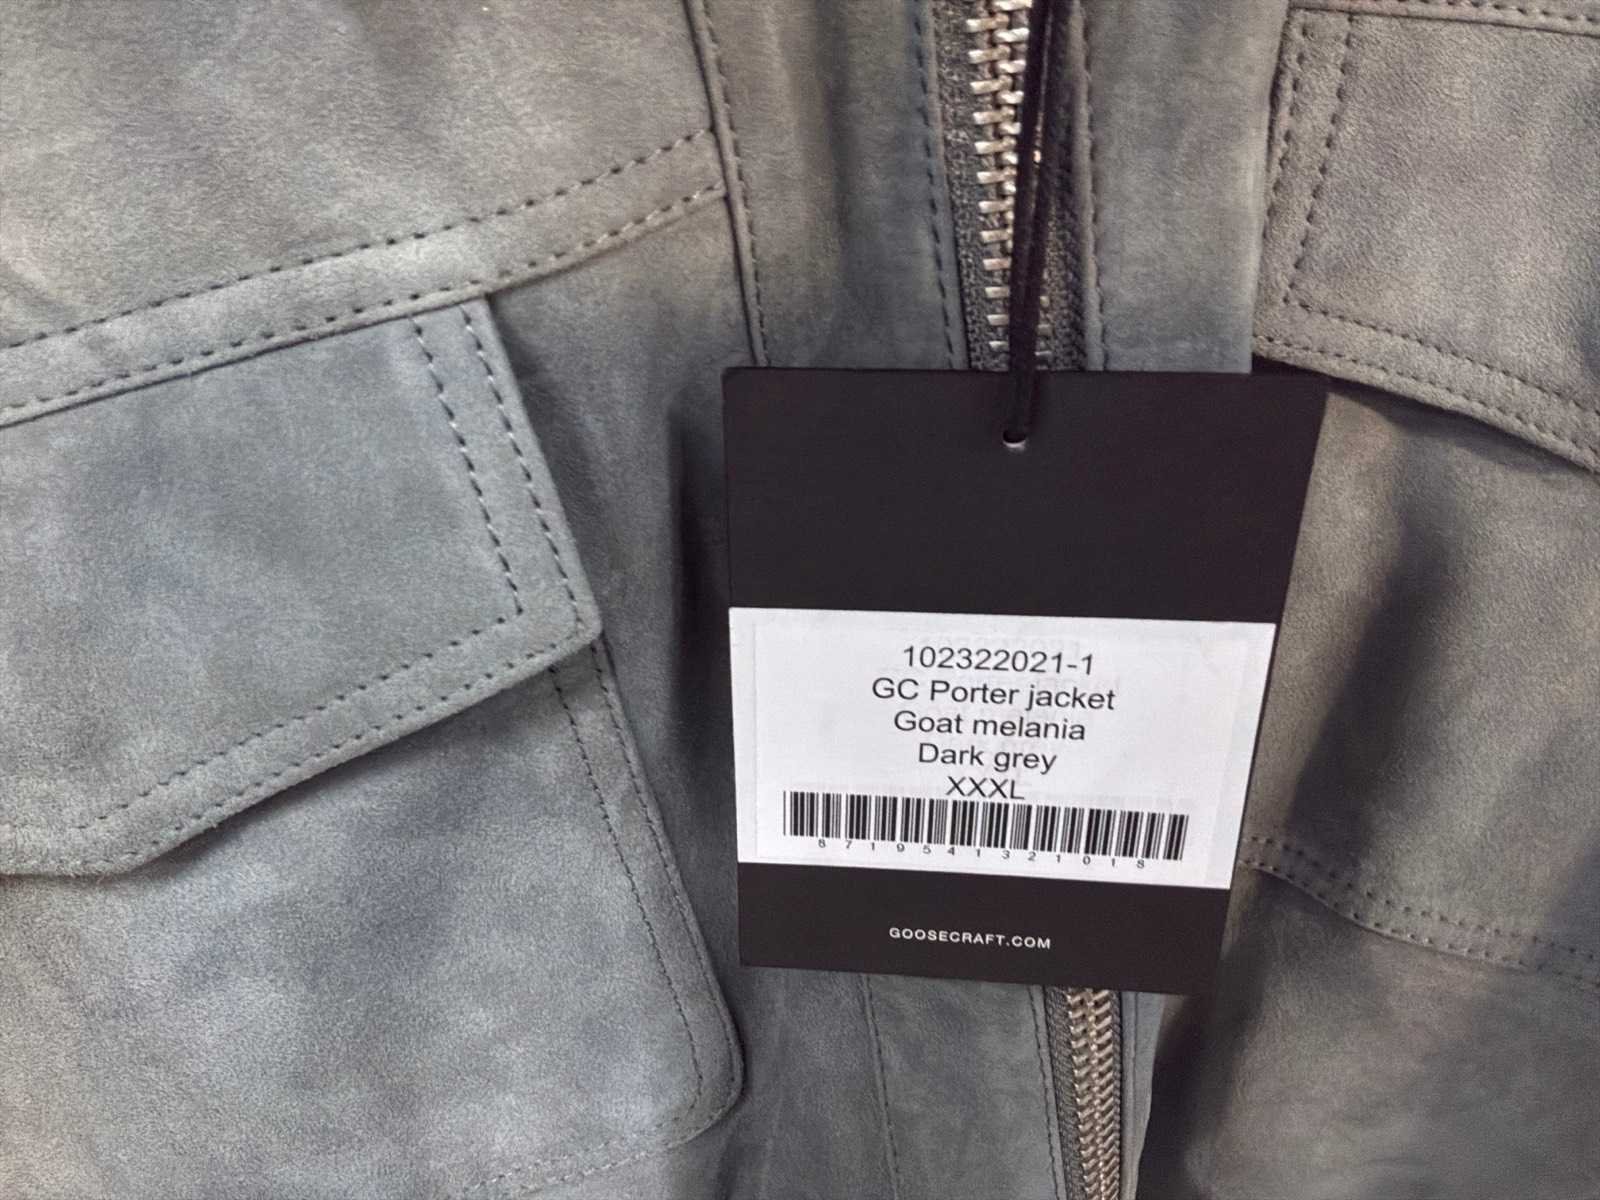 102322021-1
GC Porter jacket
Goat melania
Dark grey
XXXL
8719541321018
GOOSECRAFT.COM